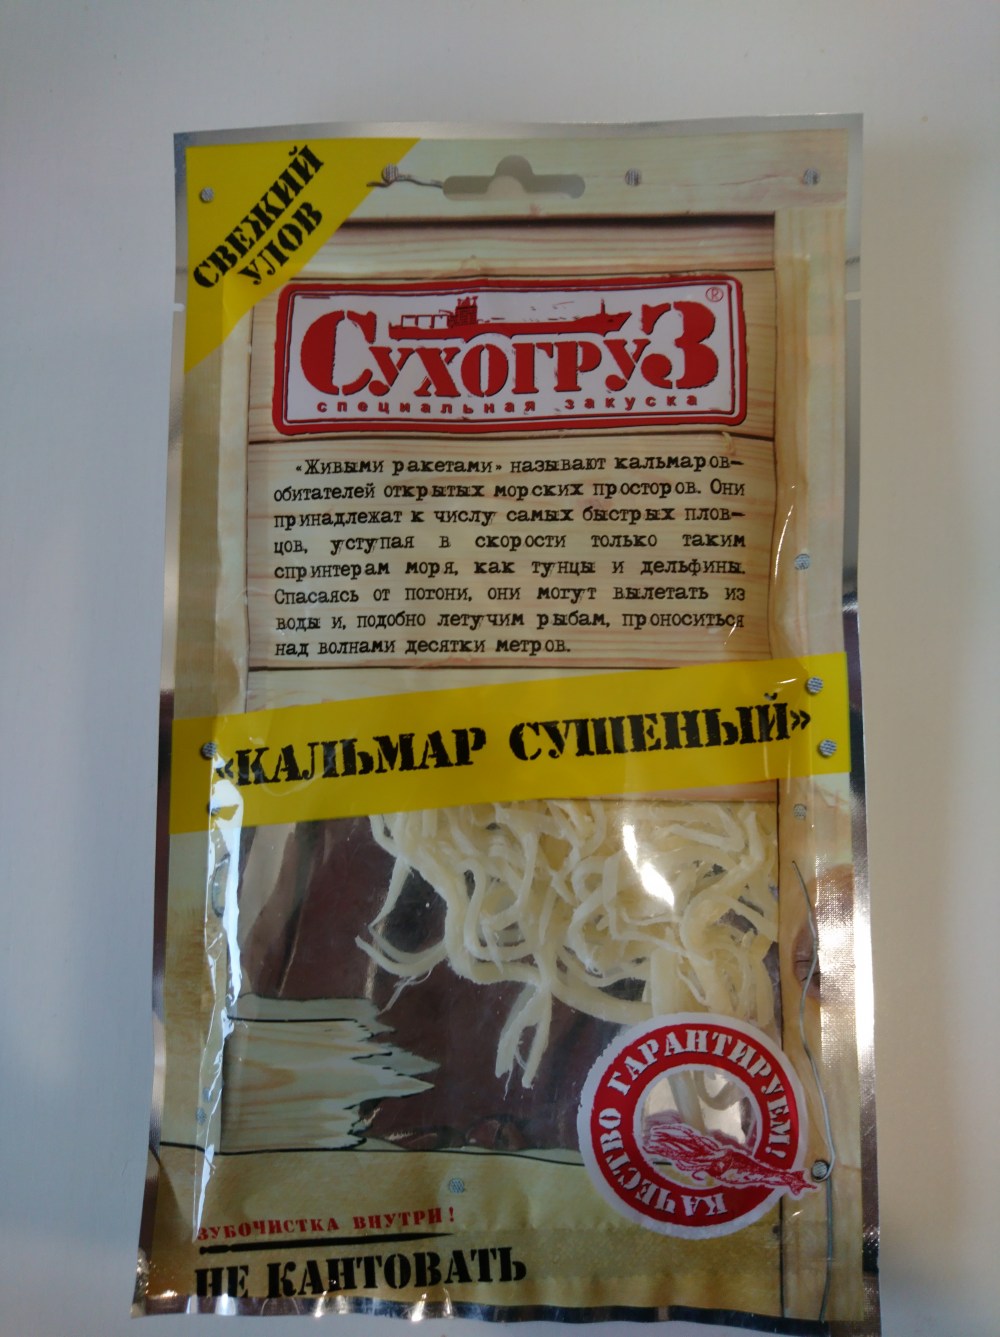 СВЕЖИЙ
УЛОВ
СУХОГРУЗ®
специальная закуска
«Живыми ракетами» называют кальмаров–
обитателей открытых морских просторов. Они
принадлежат к числу самых быстрых плов–
цов, уступая в скорости только таким
спринтерам моря, как тунцы и дельфины.
Спасаясь от погони, они могут вылетать из
воды и, подобно летучим рыбам, проноситься
над волнами десятки метров.
«КАЛЬМАР СУШЕНЫЙ»
КАЧЕСТВО ГАРАНТИРУЕМ!
ЗУБОЧИСТКА ВНУТРИ!
НЕ КАНТОВАТЬ